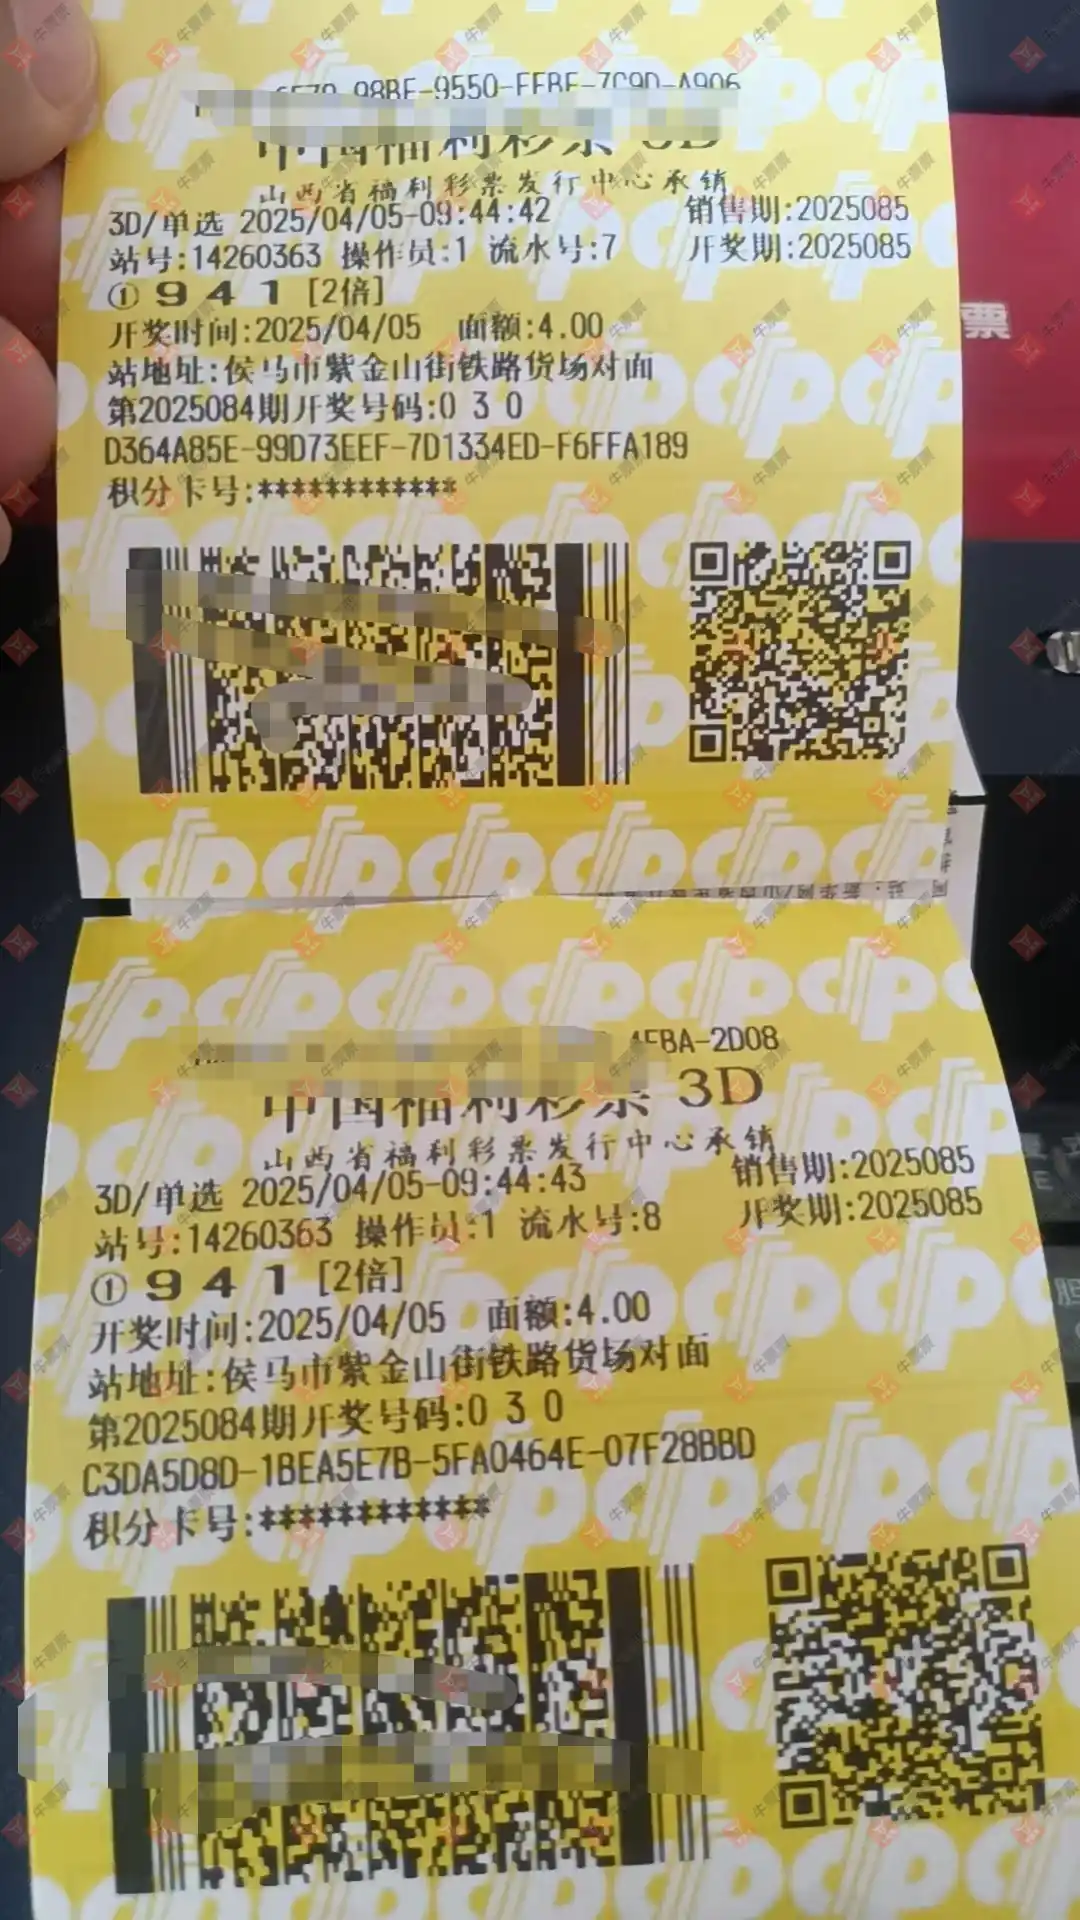 98BE-9550-EFBF-7C9D-A906
中国福利彩票 3D
山西省福利彩票发行中心承销
3D/单选 2025/04/05-09:44:42 销售期:2025085
站号:14260363 操作员:1 流水号:7 开奖期:2025085
① 9 4 1 [2倍]
开奖时间:2025/04/05 面额:4.00
站地址:侯马市紫金山街铁路货场对面
第2025084期开奖号码:0 3 0
D364A85E-99D73EEF-7D1334ED-F6FFA189
积分卡号:************
票
4FBA-2D08
中国福利彩票 3D
山西省福利彩票发行中心承销
3D/单选 2025/04/05-09:44:43 销售期:2025085
站号:14260363 操作员:1 流水号:8 开奖期:2025085
① 9 4 1 [2倍]
开奖时间:2025/04/05 面额:4.00
站地址:侯马市紫金山街铁路货场对面
第2025084期开奖号码:0 3 0
C3DA5D8D-1BEA5E7B-5FA0464E-07F28BBD
积分卡号:************
牛票票